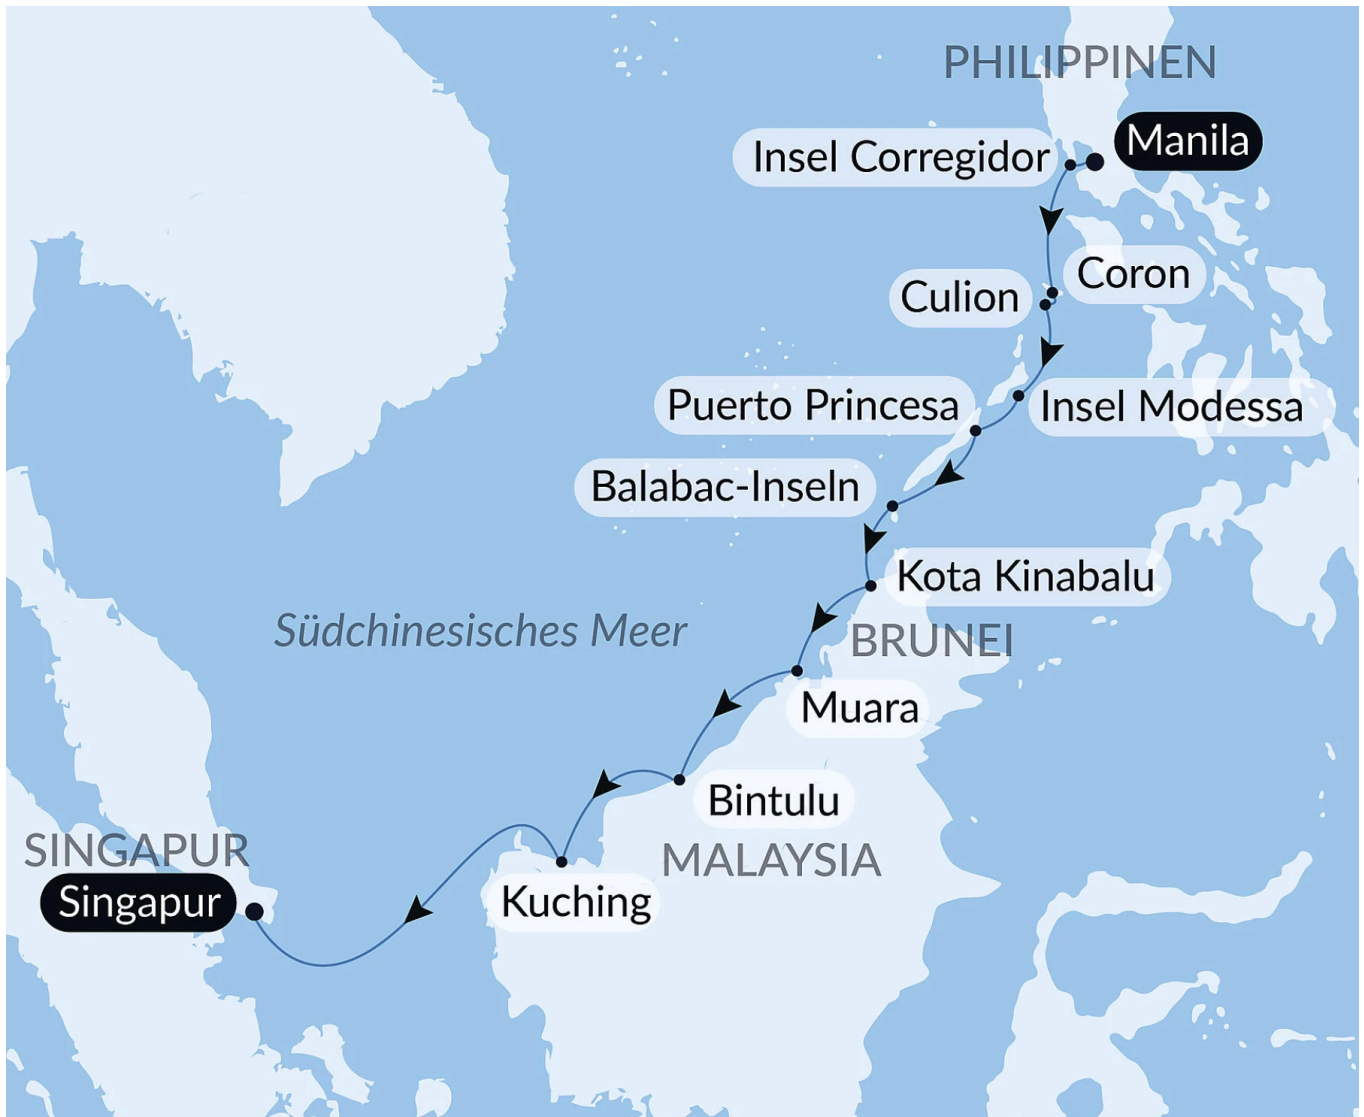 PHILIPPINEN
Manila
Insel Corregidor
Coron
Culion
Puerto Princesa
Insel Modessa
Balabac-Inseln
Kota Kinabalu
Südchinesisches Meer
BRUNEI
Muara
Bintulu
SINGAPUR
MALAYSIA
Singapur
Kuching